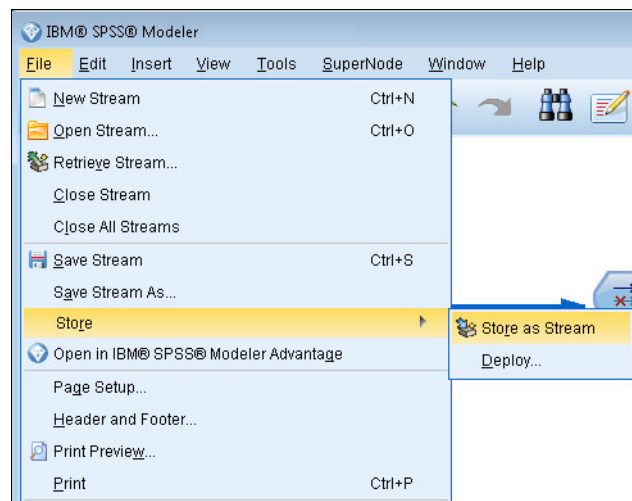 IBM® SPSS® Modeler
File Edit Insert View Tools SuperNode Window Help
New Stream Ctrl+N
Open Stream... Ctrl+O
Retrieve Stream...
Close Stream
Close All Streams
Save Stream Ctrl+S
Save Stream As...
Store
Store as Stream
Open in IBM® SPSS® Modeler Advantage
Deploy...
Page Setup...
Header and Footer...
Print Preview...
Print Ctrl+P